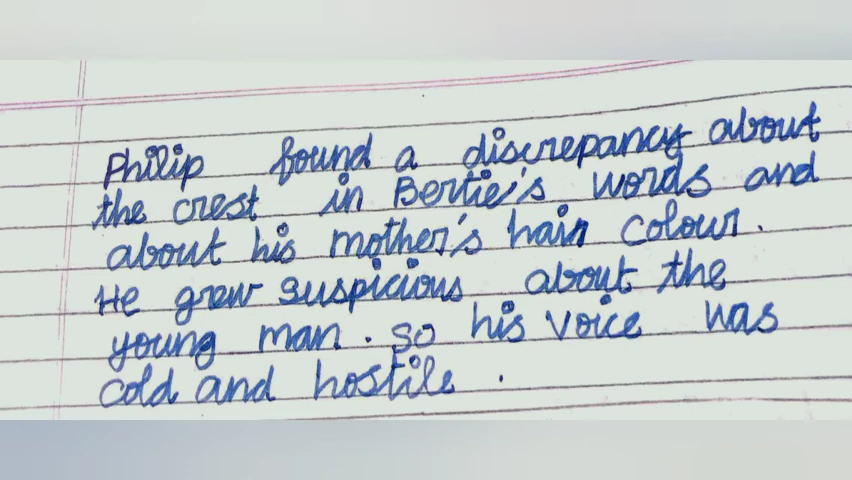 Philip found a discrepancy about
the crest in Bertie's words and
about his mother's hair colour.
He grew suspicious about the
young man. so his voice was
cold and hostile.